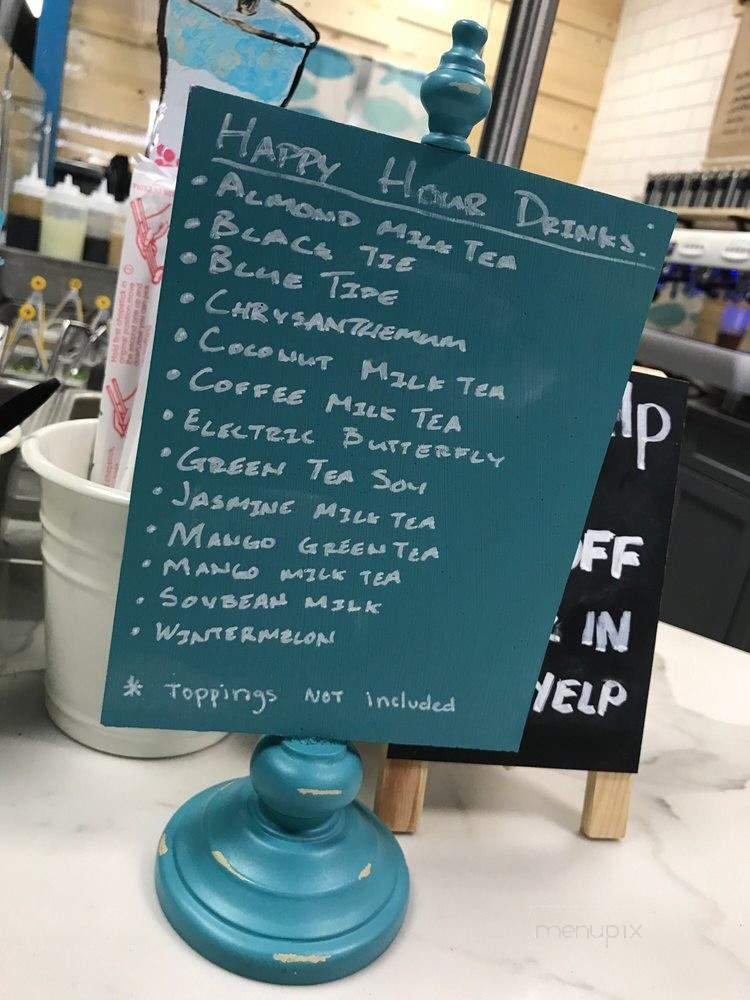 HAPPY HOUR DRINKS:
• ALMOND MILK TEA
• BLACK TIE
• BLUE TIDE
• CHRYSANTHEMUM
• COCONUT MILK TEA
• COFFEE MILK TEA
• ELECTRIC BUTTERFLY
• GREEN TEA SOY
• JASMINE MILK TEA
• MANGO GREEN TEA
• MANGO MILK TEA
• SOYBEAN MILK
• WINTERMELON
* Toppings NOT included
lp
OFF
IN
YELP
menupix